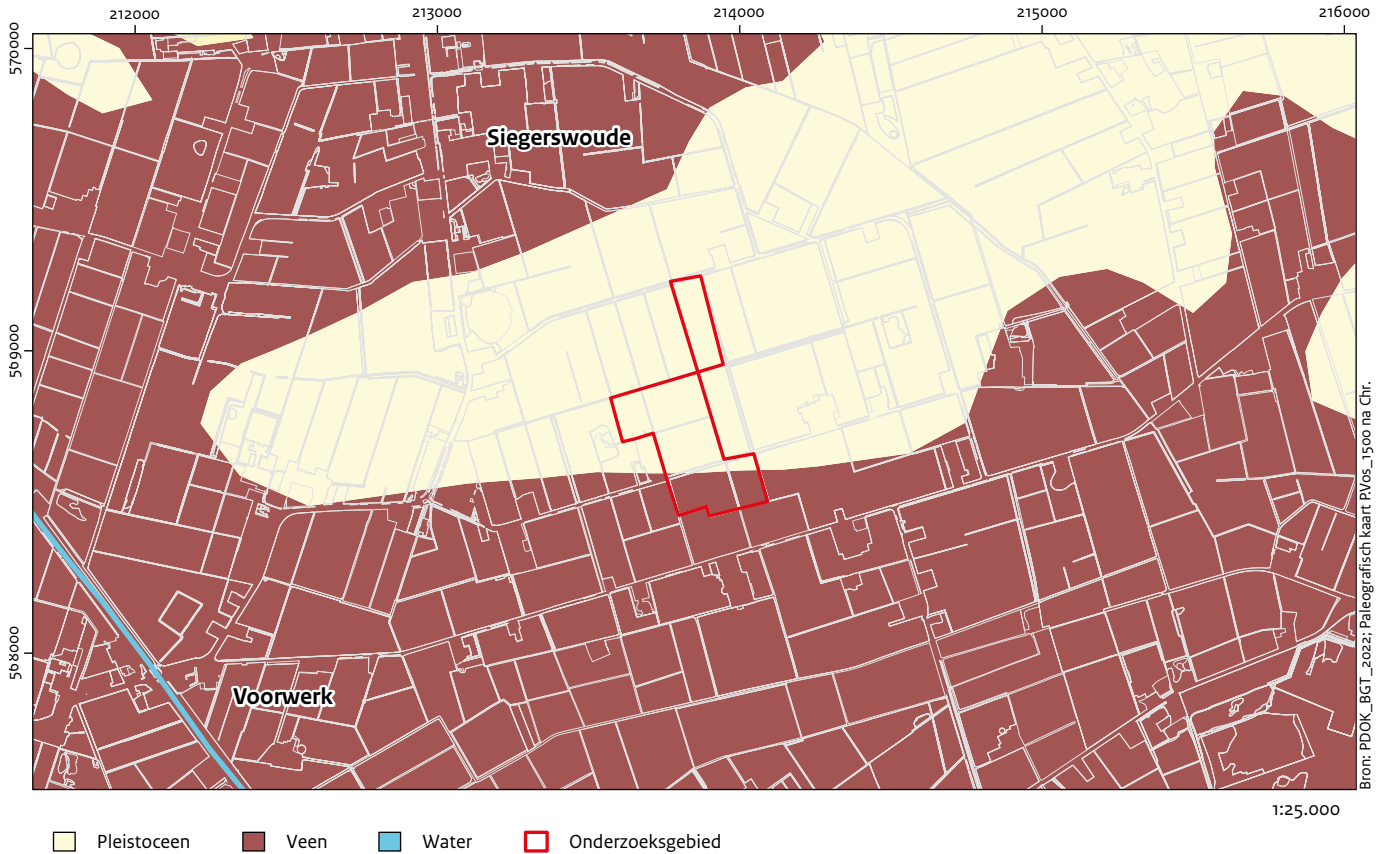 212000 213000 214000 215000 216000
570000
569000
568000
Siegerswoude
Voorwerk
Bron: PDOK_BGT_2022; Paleografisch kaart P.Vos_1500 na Chr.
1:25.000
Pleistoceen Veen Water Onderzoeksgebied